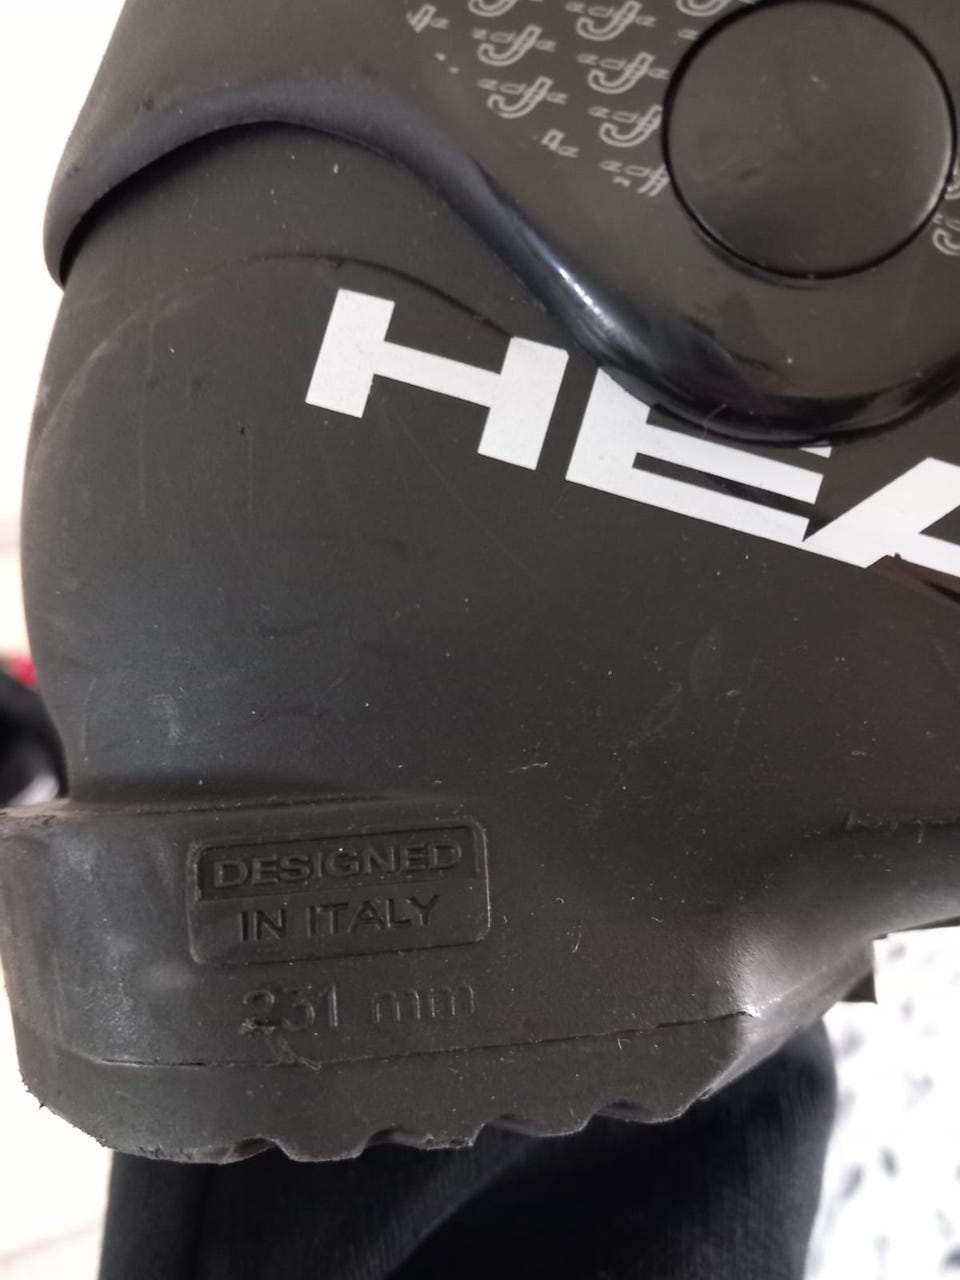 HEA
DESIGNED
IN ITALY
231 mm